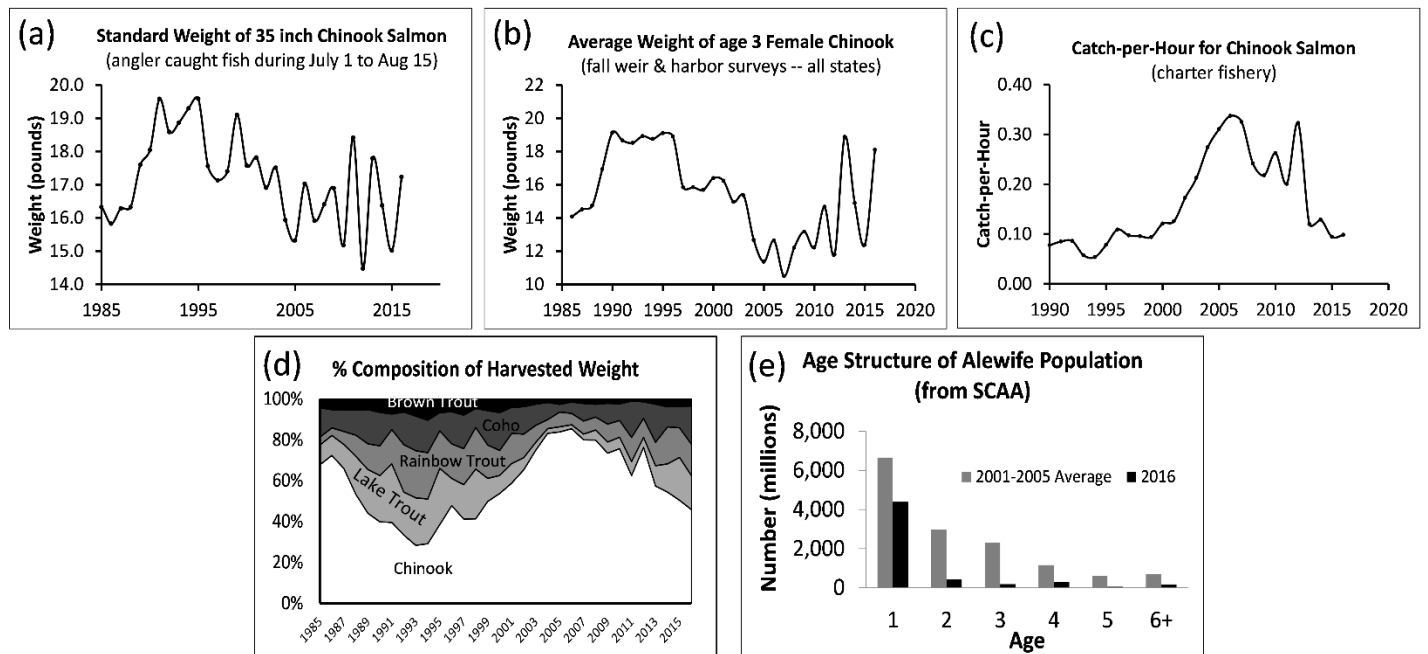 (a)
Standard Weight of 35 inch Chinook Salmon
(angler caught fish during July 1 to Aug 15)
Weight (pounds)
20.0
19.0
18.0
17.0
16.0
15.0
14.0
1985
1995
2005
2015
(b)
Average Weight of age 3 Female Chinook
(fall weir & harbor surveys -- all states)
Weight (pounds)
22
20
18
16
14
12
10
1985
1990
1995
2000
2005
2010
2015
2020
(c)
Catch-per-Hour for Chinook Salmon
(charter fishery)
Catch-per-Hour
0.40
0.30
0.20
0.10
0.00
1990
1995
2000
2005
2010
2015
2020
(d)
% Composition of Harvested Weight
100%
80%
60%
40%
20%
0%
Brown Trout
Coho
Rainbow Trout
Lake Trout
Chinook
1985
1987
1989
1991
1993
1995
1997
1999
2001
2003
2005
2007
2009
2011
2013
2015
(e)
Age Structure of Alewife Population
(from SCAA)
Number (millions)
8,000
6,000
4,000
2,000
0
2001-2005 Average
2016
1
2
3
4
5
6+
Age